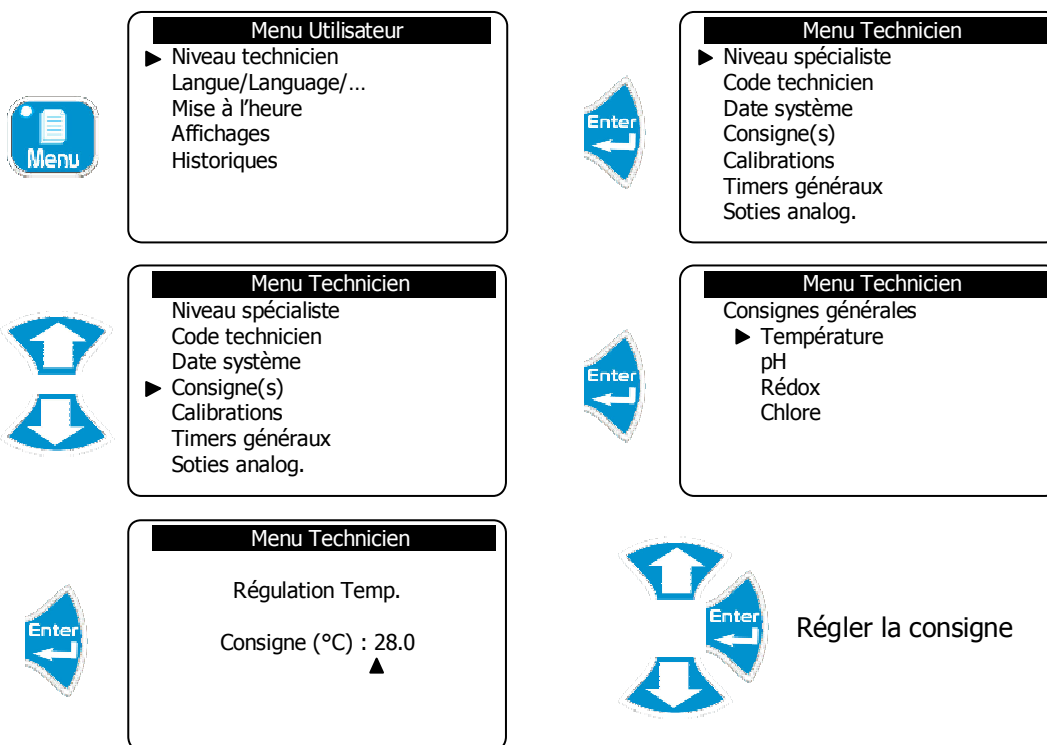 Menu
Menu Utilisateur
Niveau technicien
Langue/Language/...
Mise à l'heure
Affichages
Historiques
Enter
Menu Technicien
Niveau spécialiste
Code technicien
Date système
Consigne(s)
Calibrations
Timers généraux
Soties analog.
Menu Technicien
Niveau spécialiste
Code technicien
Date système
Consigne(s)
Calibrations
Timers généraux
Soties analog.
Enter
Menu Technicien
Consignes générales
Température
pH
Rédox
Chlore
Enter
Menu Technicien
Régulation Temp.
Consigne (°C) : 28.0
Enter
Régler la consigne